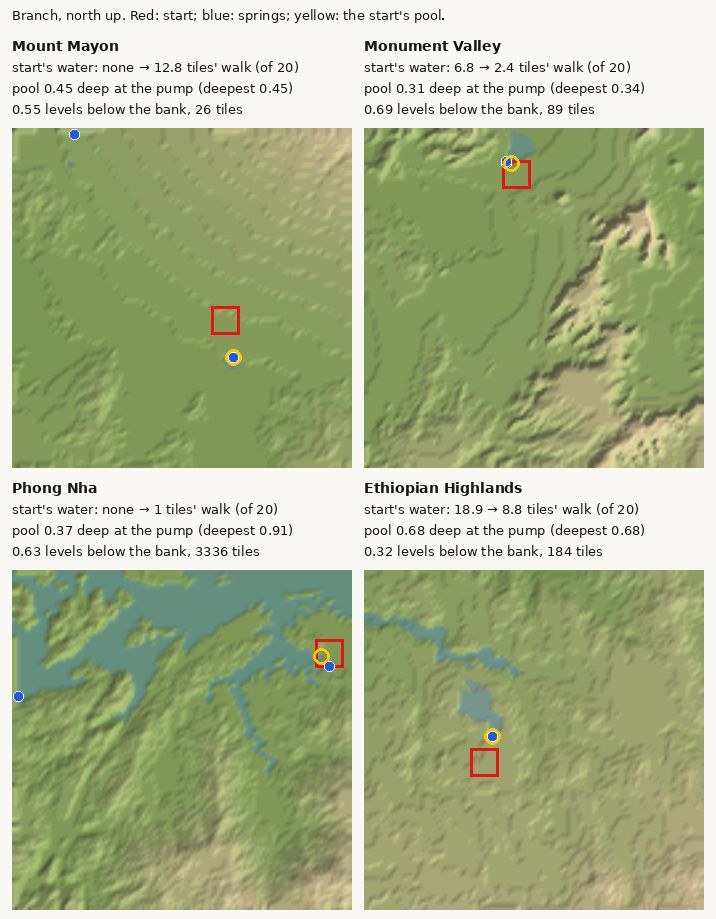 Branch, north up. Red: start; blue: springs; yellow: the start's pool.
Mount Mayon
start's water: none → 12.8 tiles' walk (of 20)
pool 0.45 deep at the pump (deepest 0.45)
0.55 levels below the bank, 26 tiles
Monument Valley
start's water: 6.8 → 2.4 tiles' walk (of 20)
pool 0.31 deep at the pump (deepest 0.34)
0.69 levels below the bank, 89 tiles
Phong Nha
start's water: none → 1 tiles' walk (of 20)
pool 0.37 deep at the pump (deepest 0.91)
0.63 levels below the bank, 3336 tiles
Ethiopian Highlands
start's water: 18.9 → 8.8 tiles' walk (of 20)
pool 0.68 deep at the pump (deepest 0.68)
0.32 levels below the bank, 184 tiles